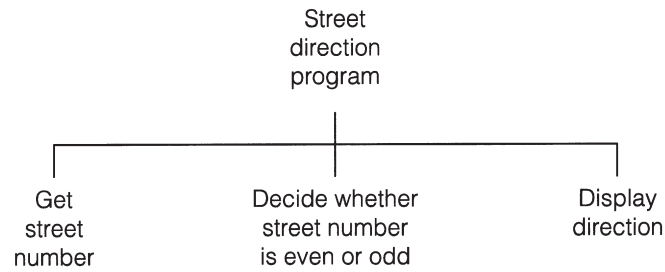 Street
direction
program
Get
street
number
Decide whether
street number
is even or odd
Display
direction